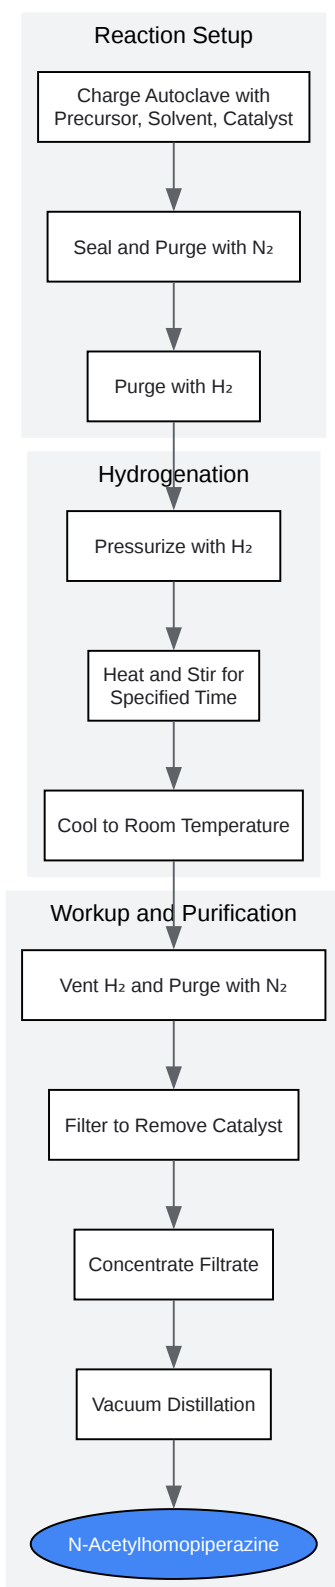 Reaction Setup
Charge Autoclave with
Precursor, Solvent, Catalyst
Seal and Purge with N₂
Purge with H₂
Hydrogenation
Pressurize with H₂
Heat and Stir for
Specified Time
Cool to Room Temperature
Workup and Purification
Vent H₂ and Purge with N₂
Filter to Remove Catalyst
Concentrate Filtrate
Vacuum Distillation
N-Acetylhomopiperazine